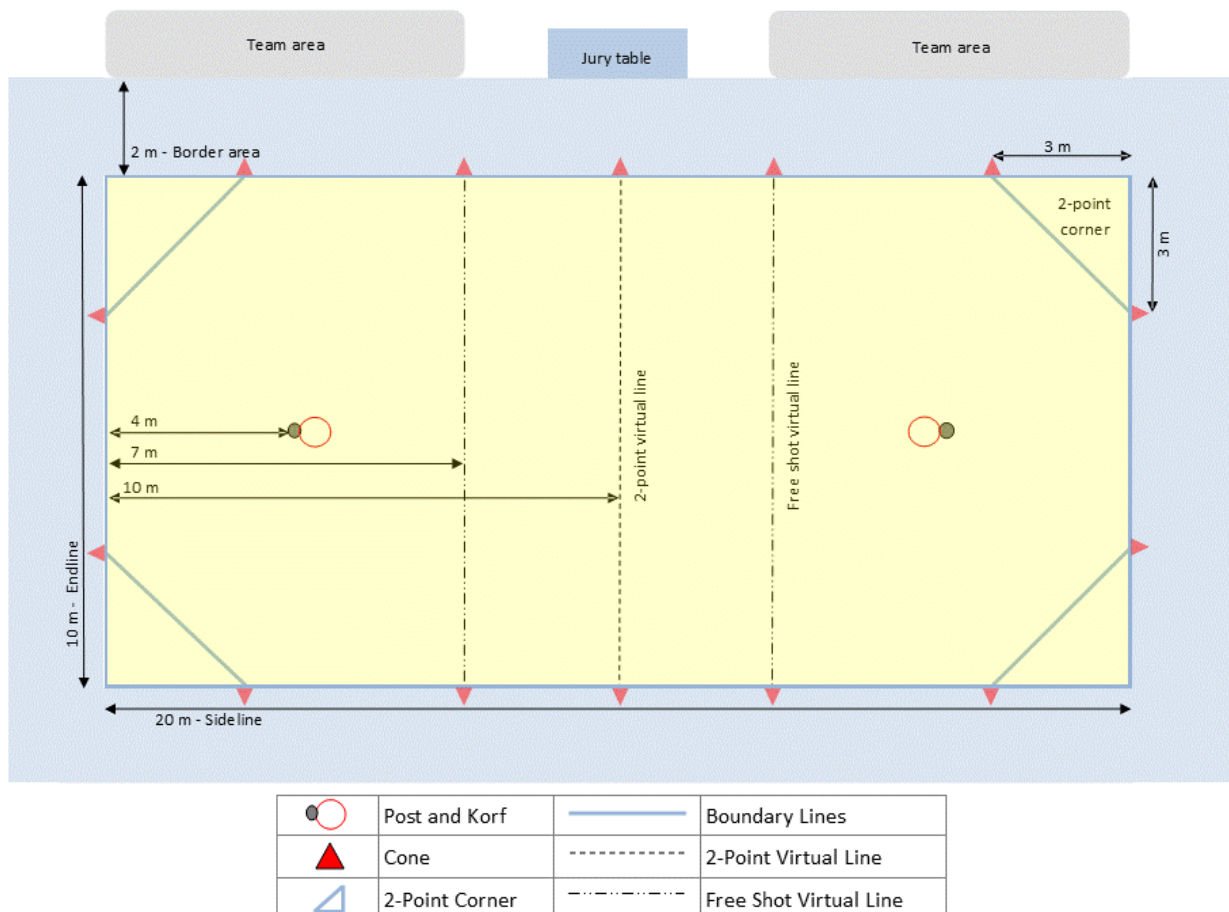 Team area
Jury table
Team area
2 m - Border area
3 m
2-point
corner
3 m
4 m
7 m
10 m
2-point virtual line
Free shot virtual line
10 m - Endline
20 m - Sideline
Post and Korf
Boundary Lines
Cone
2-Point Virtual Line
2-Point Corner
Free Shot Virtual Line